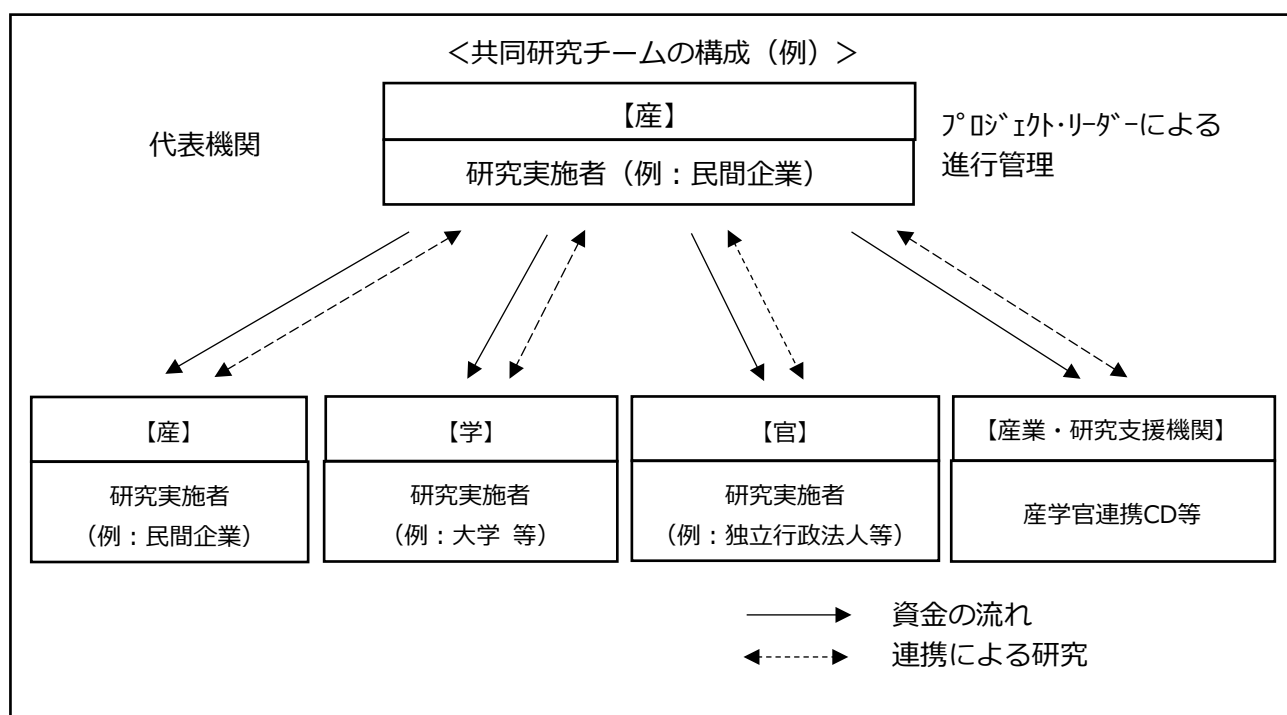 ＜共同研究チームの構成（例）＞
代表機関
【産】
研究実施者（例：民間企業）
ﾌﾟﾛｼﾞｪｸﾄ･ﾘｰﾀﾞｰによる
進行管理
【産】
研究実施者
（例：民間企業）
【学】
研究実施者
（例：大学 等）
【官】
研究実施者
（例：独立行政法人等）
【産業・研究支援機関】
産学官連携CD等
資金の流れ
連携による研究